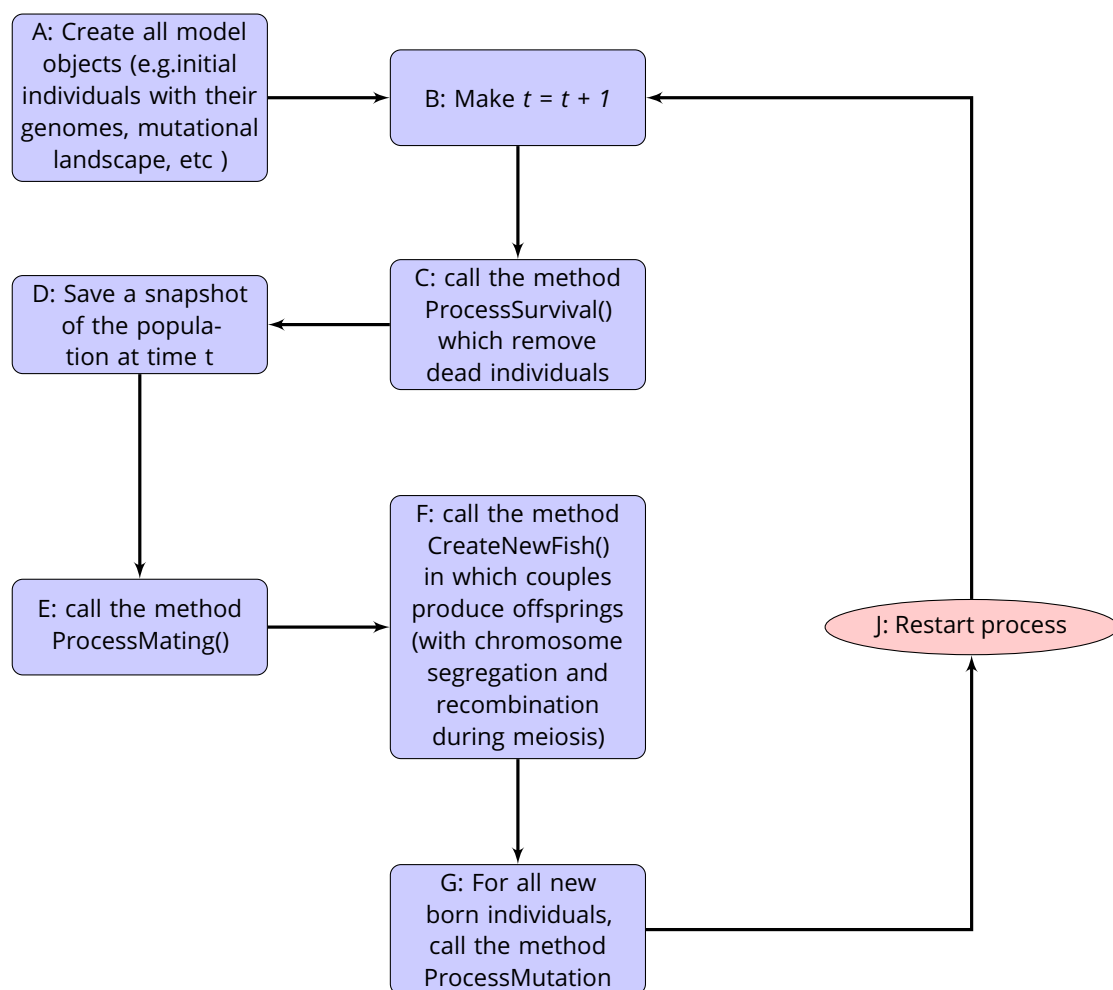 A: Create all model
objects (e.g.initial
individuals with their
genomes, mutational
landscape, etc )
B: Make t = t + 1
C: call the method
ProcessSurvival()
which remove
dead individuals
D: Save a snapshot
of the popula-
tion at time t
E: call the method
ProcessMating()
F: call the method
CreateNewFish()
in which couples
produce offsprings
(with chromosome
segregation and
recombination
during meiosis)
J: Restart process
G: For all new
born individuals,
call the method
ProcessMutation